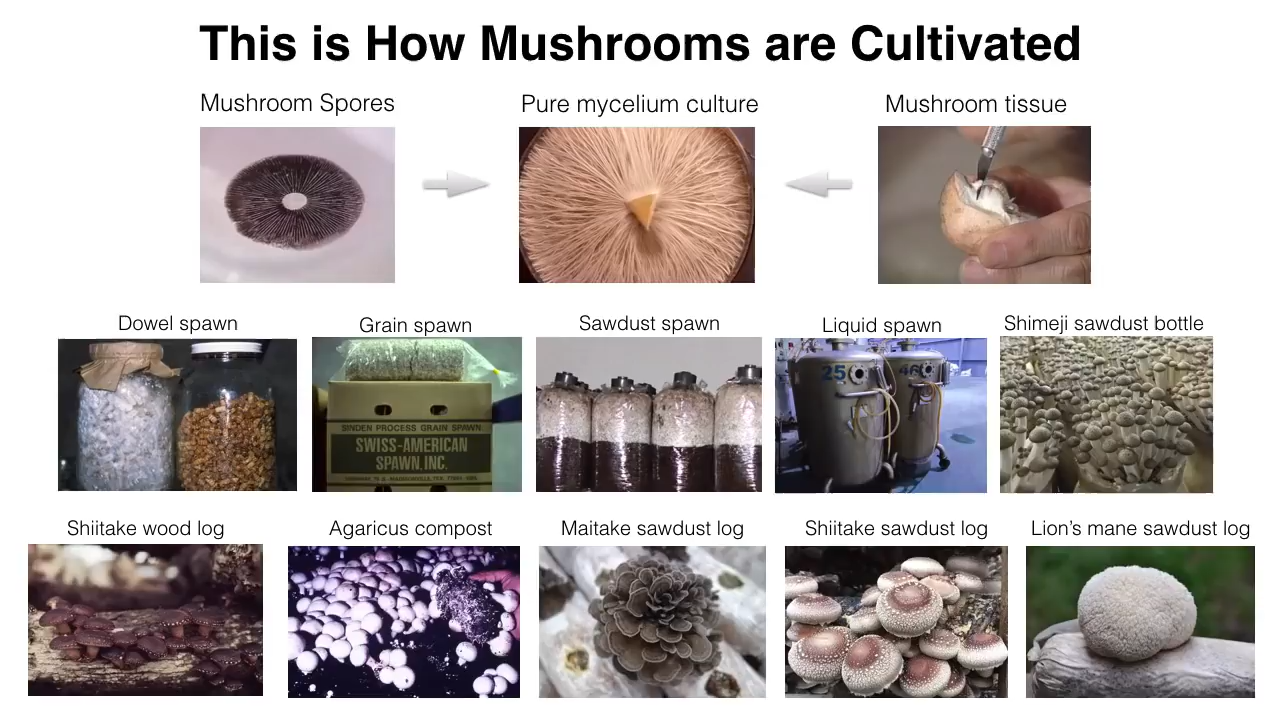 This is How Mushrooms are Cultivated
Mushroom Spores
Pure mycelium culture
Mushroom tissue
Dowel spawn
Grain spawn
Sawdust spawn
Liquid spawn
Shimeji sawdust bottle
SINDEN PROCESS GRAIN SPAWN
SWISS-AMERICAN
SPAWN, INC.
25
46
Shiitake wood log
Agaricus compost
Maitake sawdust log
Shiitake sawdust log
Lion's mane sawdust log